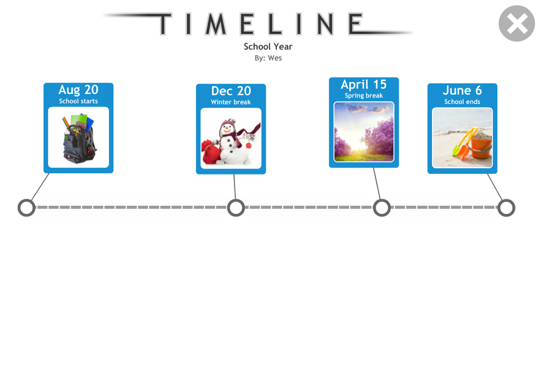 TIMELINE
School Year
By: Wes
Aug 20
School starts
Dec 20
Winter break
April 15
Spring break
June 6
School ends